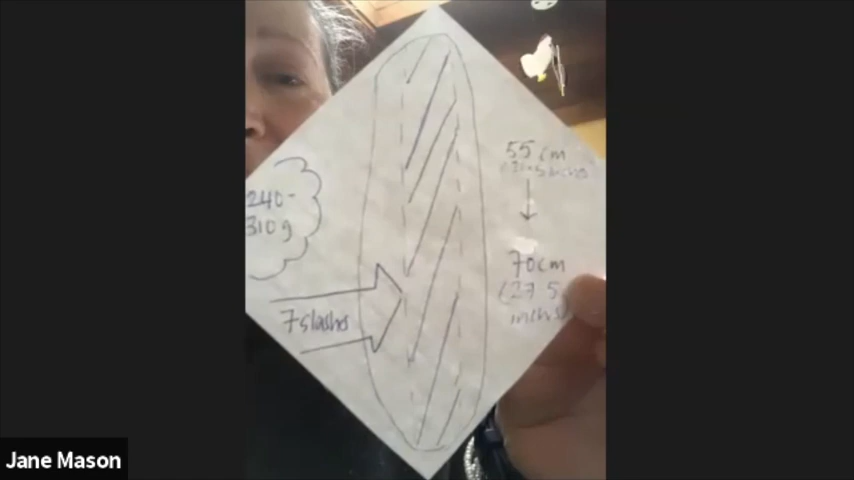 240-
310g
7 slashes
55 cm
70cm
(27.5
inches)
Jane Mason